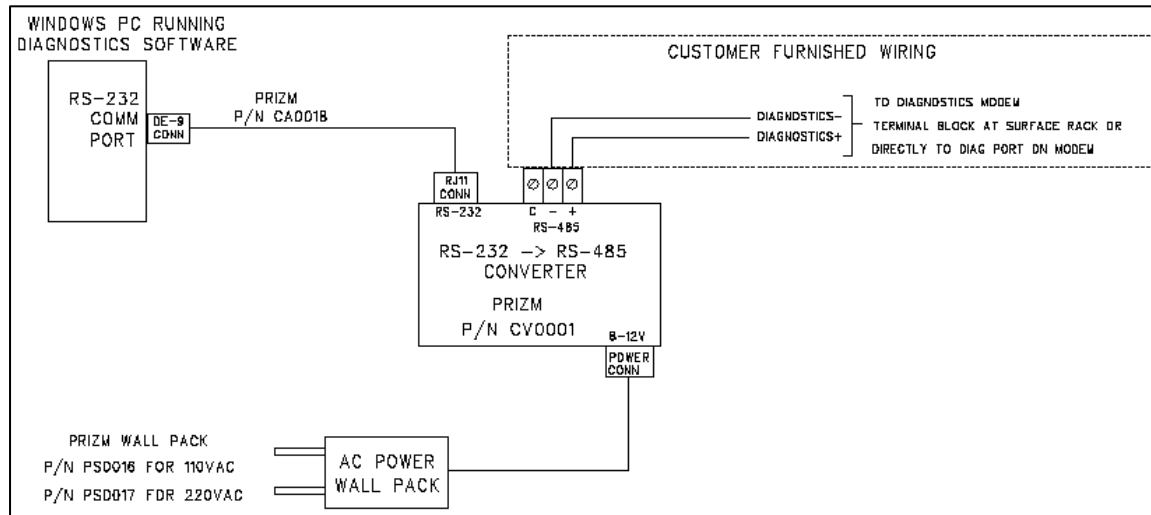 WINDOWS PC RUNNING
DIAGNOSTICS SOFTWARE
RS-232
COMM
PORT
DE-9
CONN
PRIZM
P/N CA0018
CUSTOMER FURNISHED WIRING
DIAGNOSTICS-
DIAGNOSTICS+
TO DIAGNOSTICS MODEM
TERMINAL BLOCK AT SURFACE RACK OR
DIRECTLY TO DIAG PORT ON MODEM
RJ11
CONN
RS-232
C - +
RS-485
RS-232 -> RS-485
CONVERTER
PRIZM
P/N CV0001
8-12V
POWER
CONN
PRIZM WALL PACK
P/N PS0016 FOR 110VAC
P/N PS0017 FOR 220VAC
AC POWER
WALL PACK